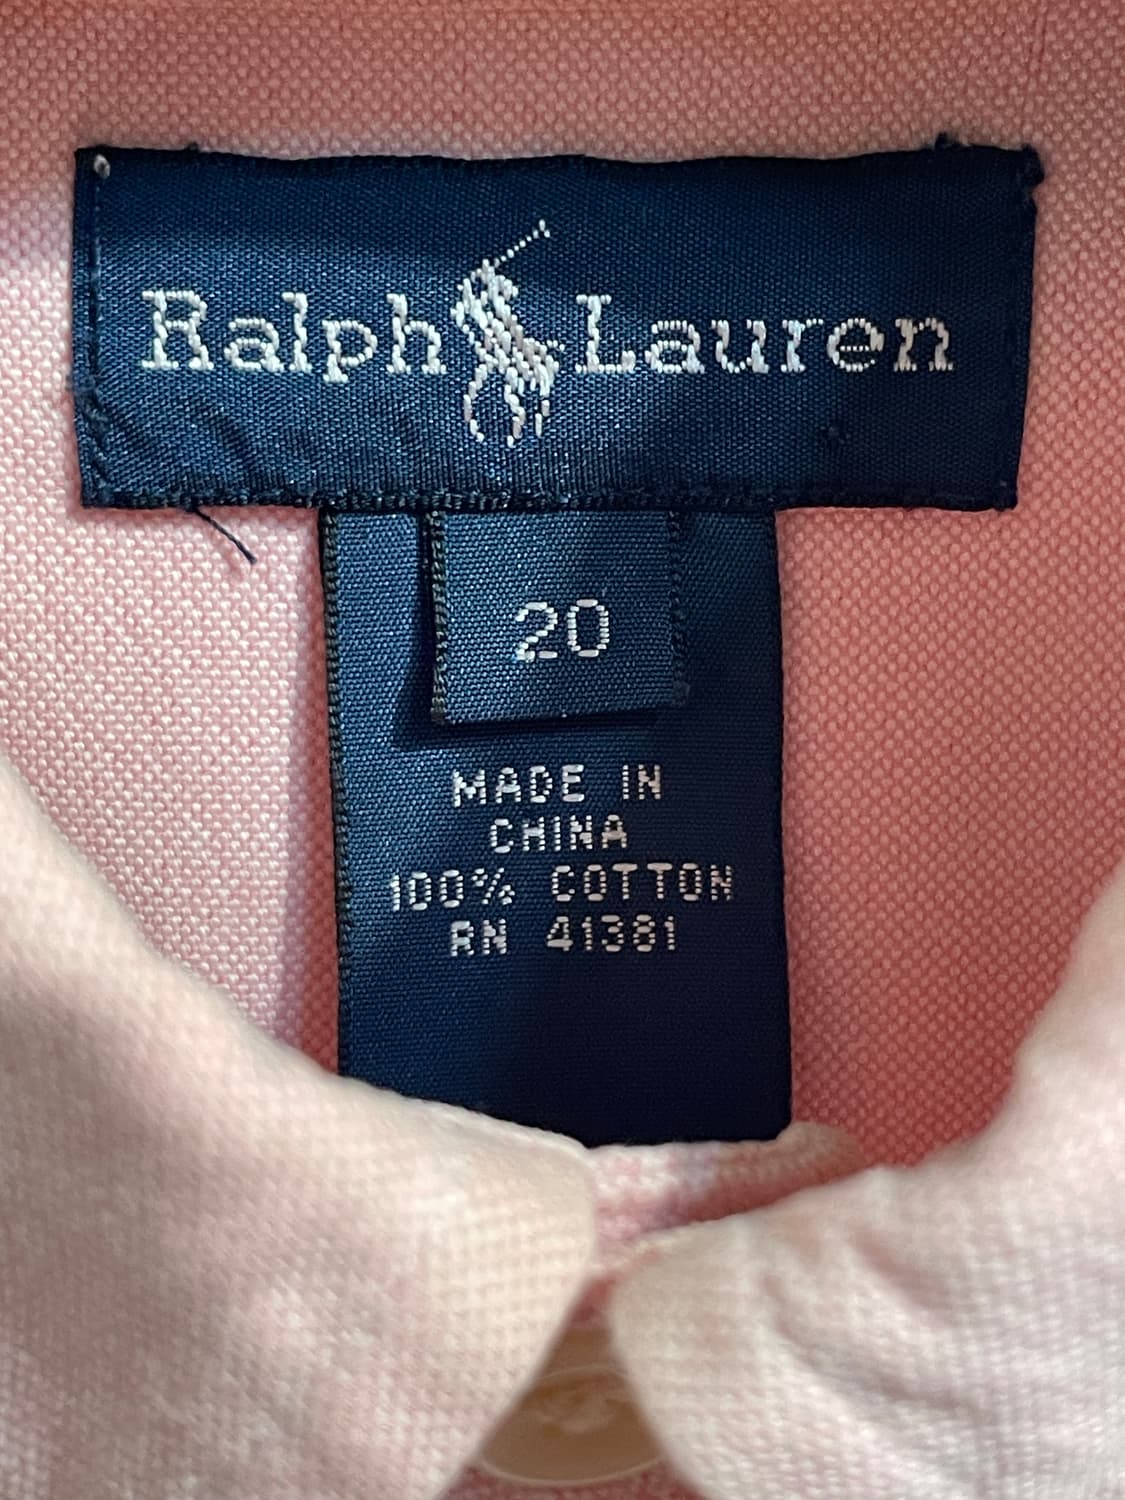 Ralph Lauren
20
MADE IN
CHINA
100% COTTON
RN 41381